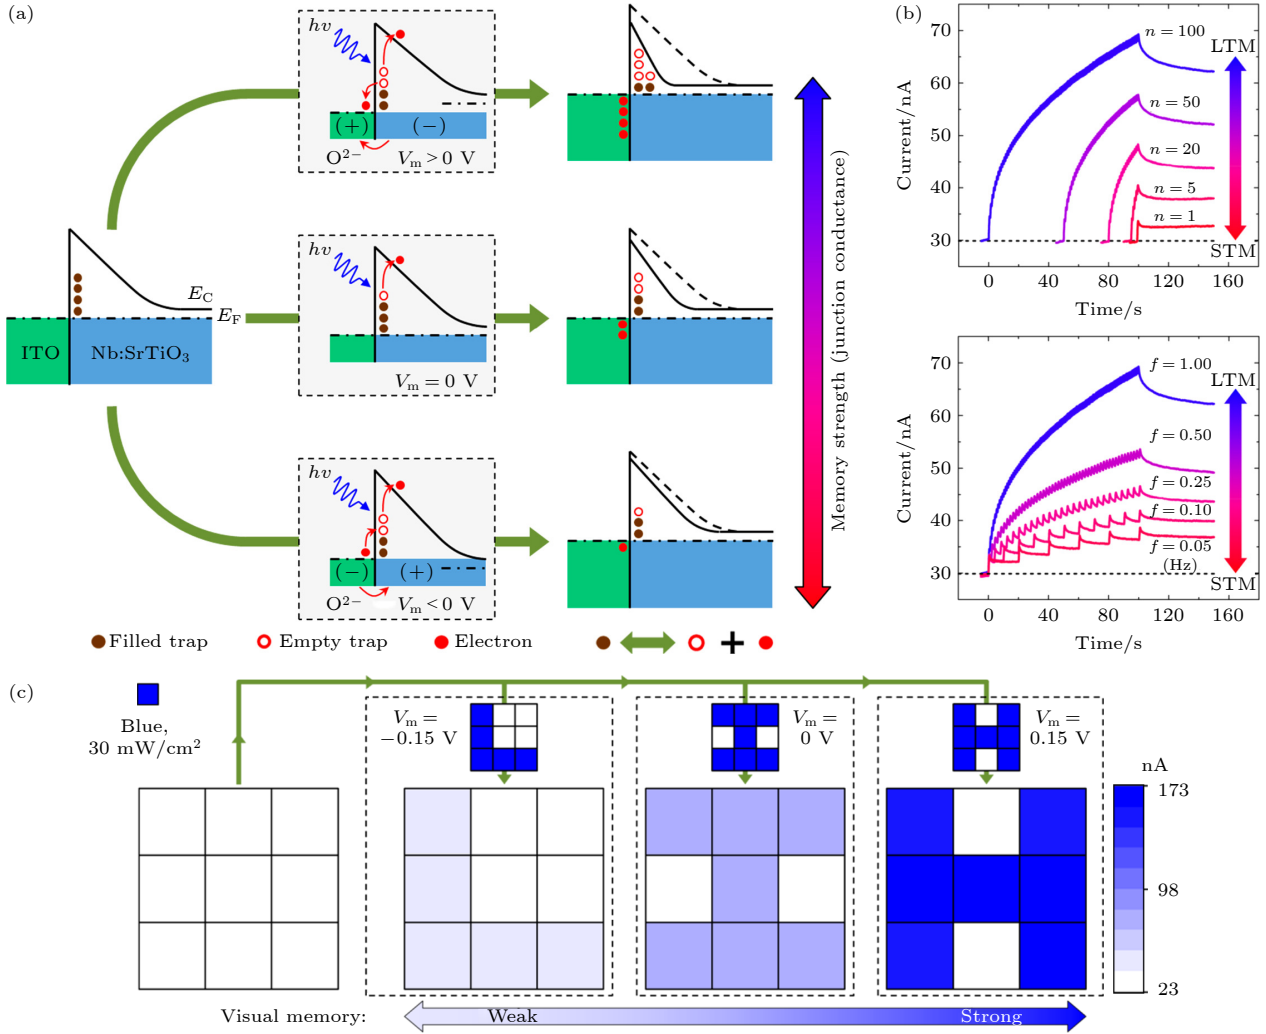 (a)
hν
(+)
(−)
O2−
Vm > 0 V
hν
Vm = 0 V
EC
EF
ITO
Nb:SrTiO3
hν
(−)
(+)
O2−
Vm < 0 V
Memory strength (junction conductance)
Filled trap
Empty trap
Electron
(b)
70
60
50
40
30
Current/nA
n = 100
n = 50
n = 20
n = 5
n = 1
LTM
STM
0
40
80
120
160
Time/s
70
60
50
40
30
Current/nA
f = 1.00
f = 0.50
f = 0.25
f = 0.10
f = 0.05
(Hz)
LTM
STM
0
40
80
120
160
Time/s
(c)
Blue,
30 mW/cm2
Vm =
−0.15 V
Vm =
0 V
Vm =
0.15 V
nA
173
98
23
Visual memory:
Weak
Strong